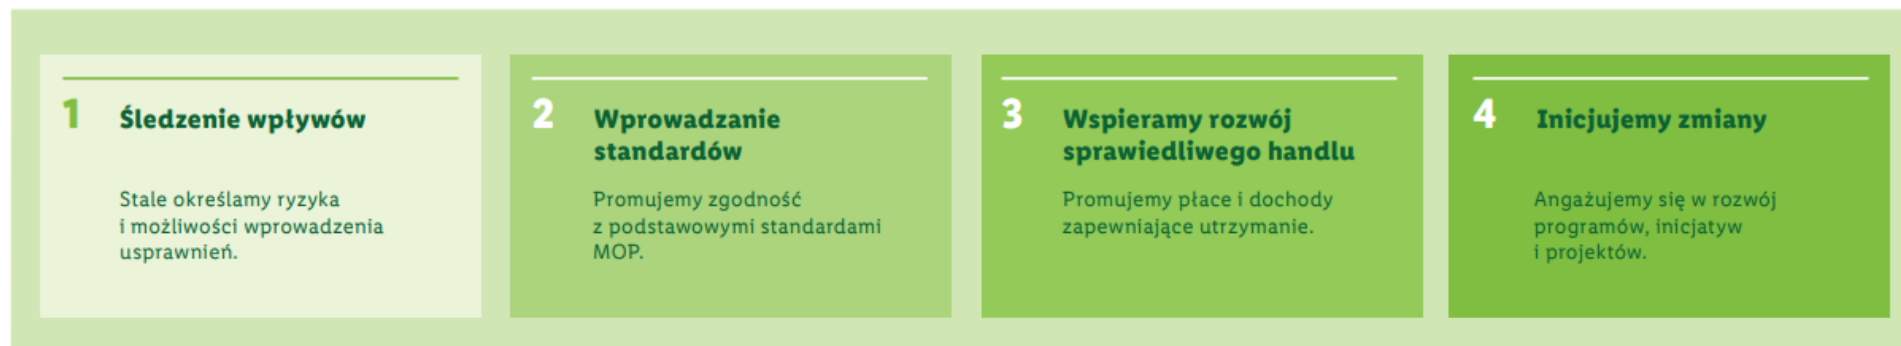 1
Śledzenie wpływów
Stale określamy ryzyka
i możliwości wprowadzenia
usprawnień.
2
Wprowadzanie
standardów
Promujemy zgodność
z podstawowymi standardami
MOP.
3
Wspieramy rozwój
sprawiedliwego handlu
Promujemy płace i dochody
zapewniające utrzymanie.
4
Inicjujemy zmiany
Angażujemy się w rozwój
programów, inicjatyw
i projektów.